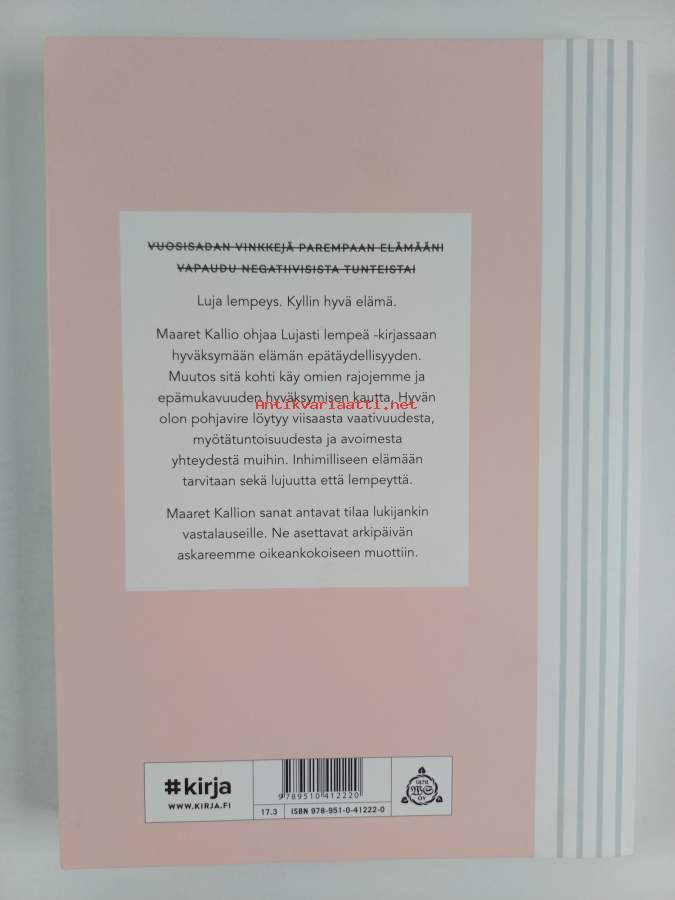 VUOSISADAN VINKKEJÄ PAREMPAAN ELÄMÄÄNI
VAPAUDU NEGATIIVISISTA TUNTEISTAI
Luja lempeys. Kyllin hyvä elämä.
Maaret Kallio ohjaa Lujasti lempeä -kirjassaan
hyväksymään elämän epätäydellisyyden.
Muutos sitä kohti käy omien rajojemme ja
epämukavuuden hyväksymisen kautta. Hyvän
Antikvariaatti.net
olon pohjavire löytyy viisaasta vaativuudesta,
myötätuntoisuudesta ja avoimesta
yhteydestä muihin. Inhimilliseen elämään
tarvitaan sekä lujuutta että lempeyttä.
Maaret Kallion sanat antavat tilaa lukijankin
vastalauseille. Ne asettavat arkipäivän
askareemme oikeankokoiseen muottiin.
#kirja
WWW.KIRJA.FI
9789510412220
17.3
ISBN 978-951-0-41222-0
1878
WS
OY